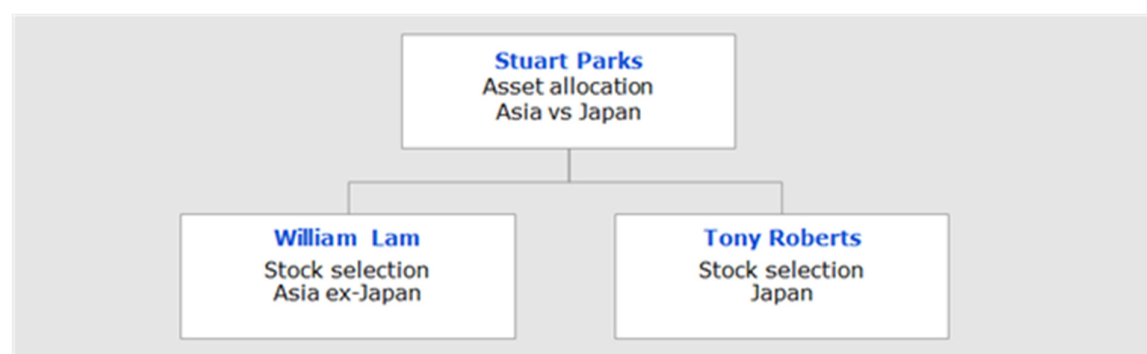 Stuart Parks
Asset allocation
Asia vs Japan
William Lam
Stock selection
Asia ex-Japan
Tony Roberts
Stock selection
Japan